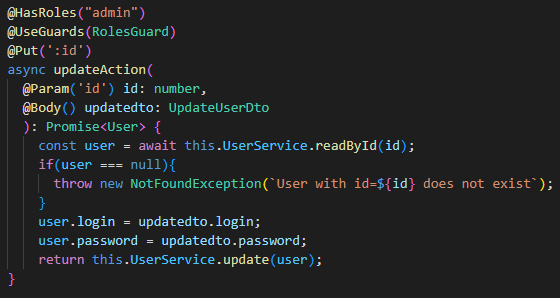 @HasRoles("admin")
@UseGuards(RolesGuard)
@Put(':id')
async updateAction(
@Param('id') id: number,
@Body() updatedto: UpdateUserDto
): Promise<User> {
const user = await this.UserService.readById(id);
if(user === null){
throw new NotFoundException(`User with id=${id} does not exist`);
}
user.login = updatedto.login;
user.password = updatedto.password;
return this.UserService.update(user);
}